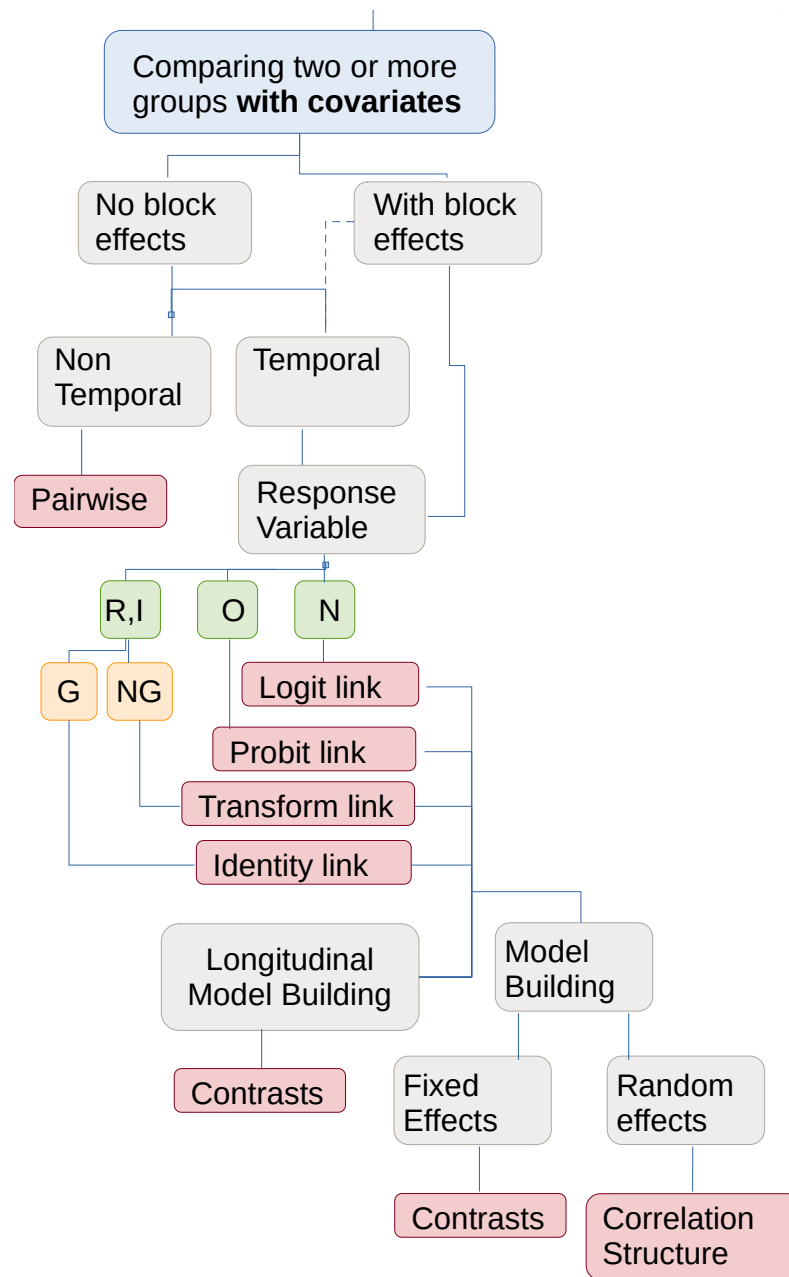 Comparing two or more
groups with covariates
No block
effects
With block
effects
Non
Temporal
Temporal
Pairwise
Response
Variable
R,I
O
N
G
NG
Logit link
Probit link
Transform link
Identity link
Longitudinal
Model Building
Model
Building
Contrasts
Fixed
Effects
Random
effects
Contrasts
Correlation
Structure